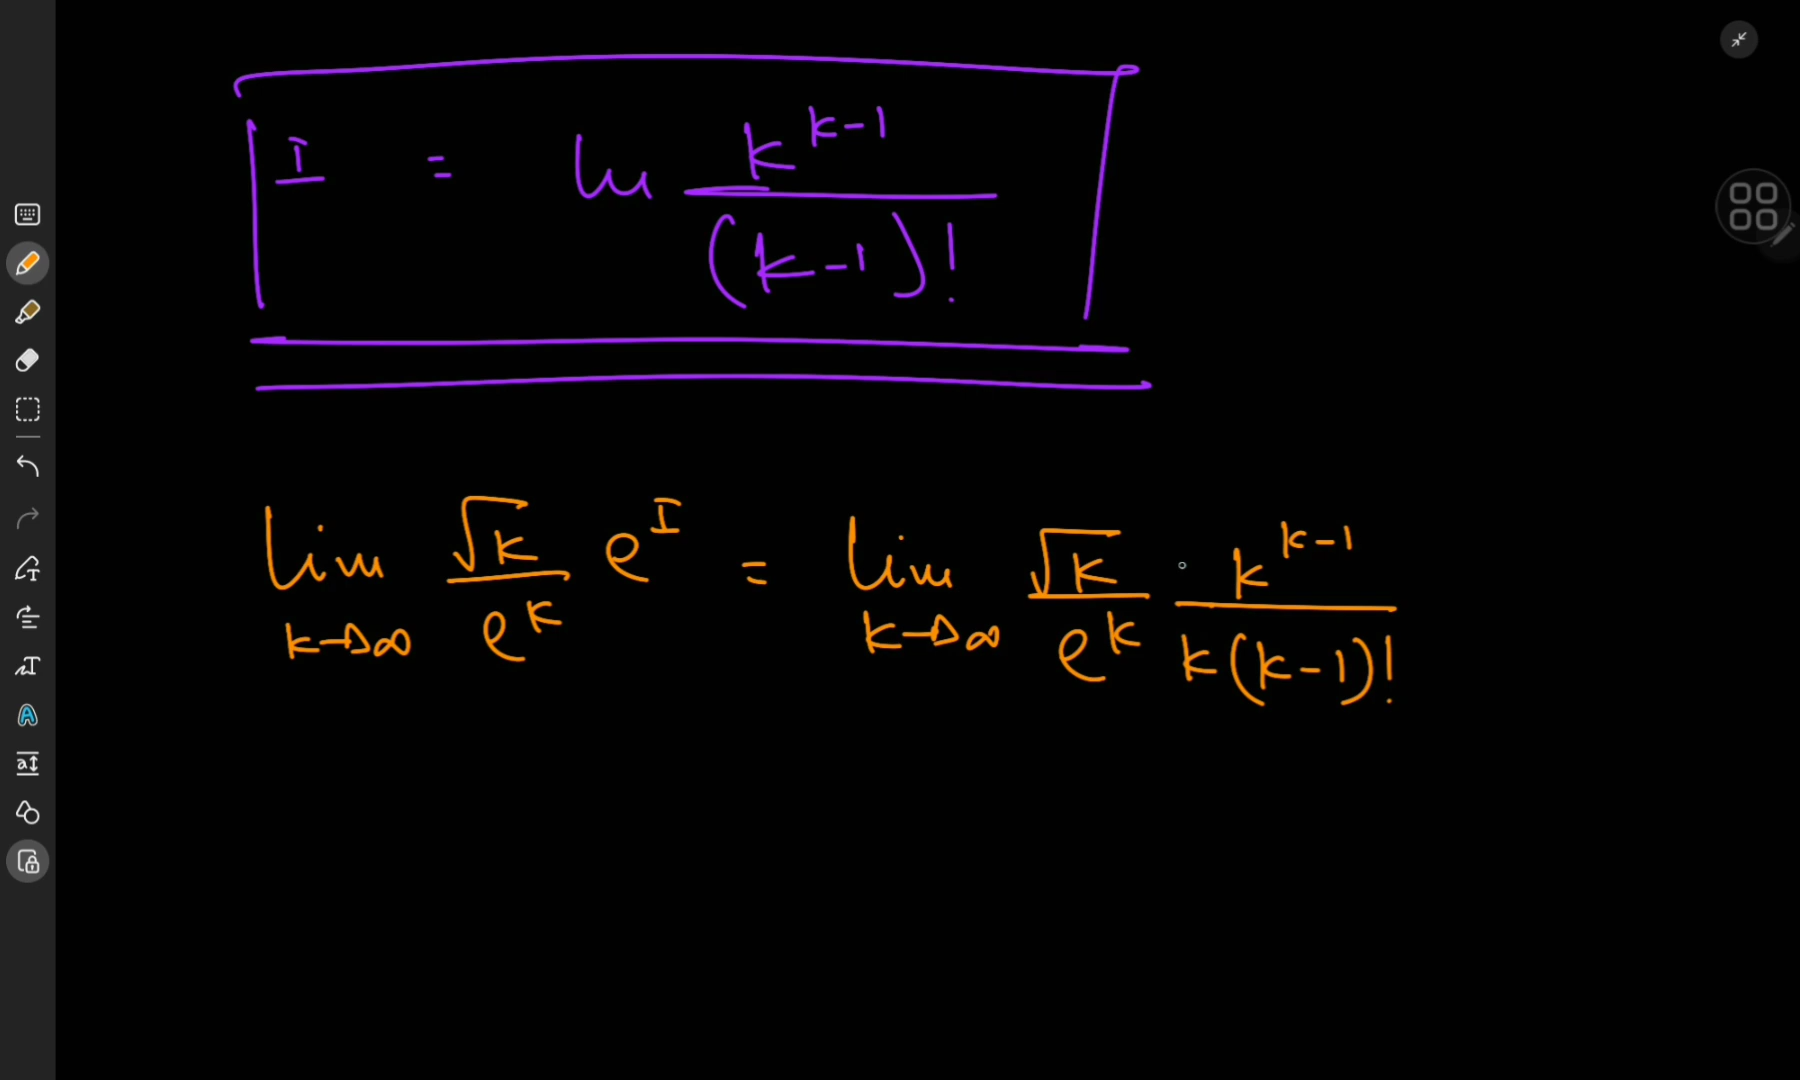 I = ln k^{k-1} / (k-1)!
lim_{k→∞} √k / e^k e^I = lim_{k→∞} √k / e^k · k^{k-1} / k(k-1)!